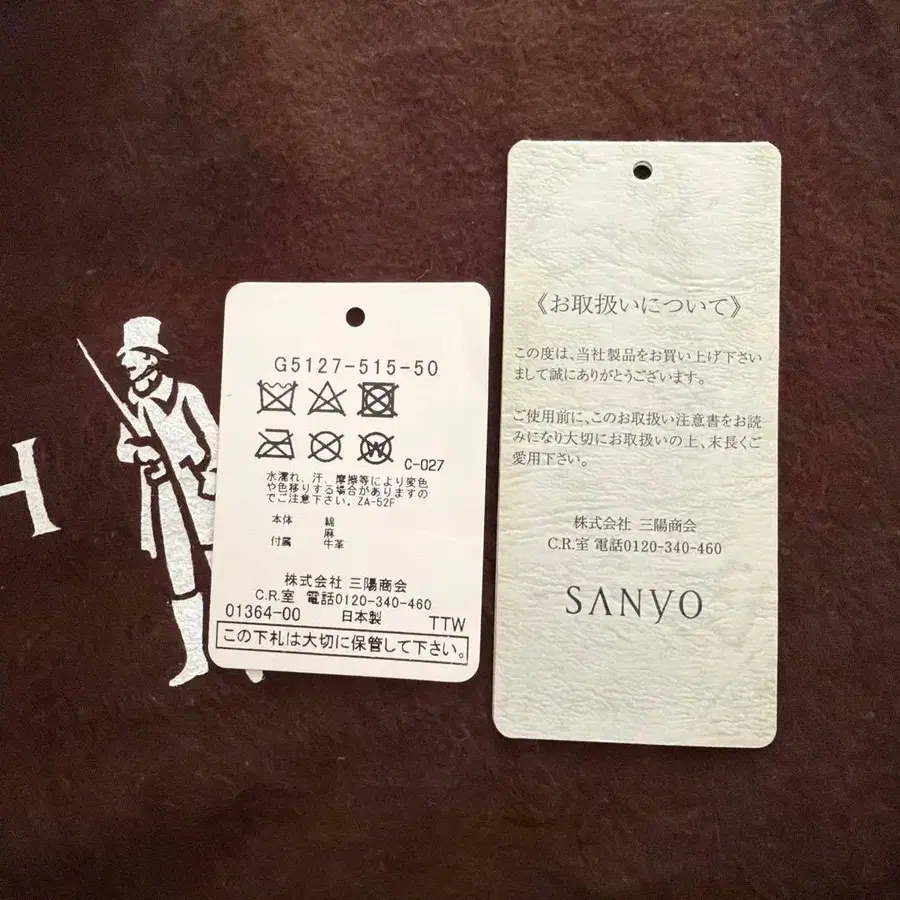 H
G5127-515-50
C-027
水濡れ、汗、摩擦等により変色
や色移りする場合がありますの
でご注意下さい。ZA-52F
本体 綿
麻
付属 牛革
株式会社 三陽商会
C.R.室 電話0120-340-460
01364-00 日本製 TTW
この下札は大切に保管して下さい。
《お取扱いについて》
この度は、当社製品をお買い上げ下さい
まして誠にありがとうございます。
ご使用前に、このお取扱い注意書をお読
みになり大切にお取扱いの上、末長くご
愛用下さい。
株式会社 三陽商会
C.R.室 電話0120-340-460
SANYO